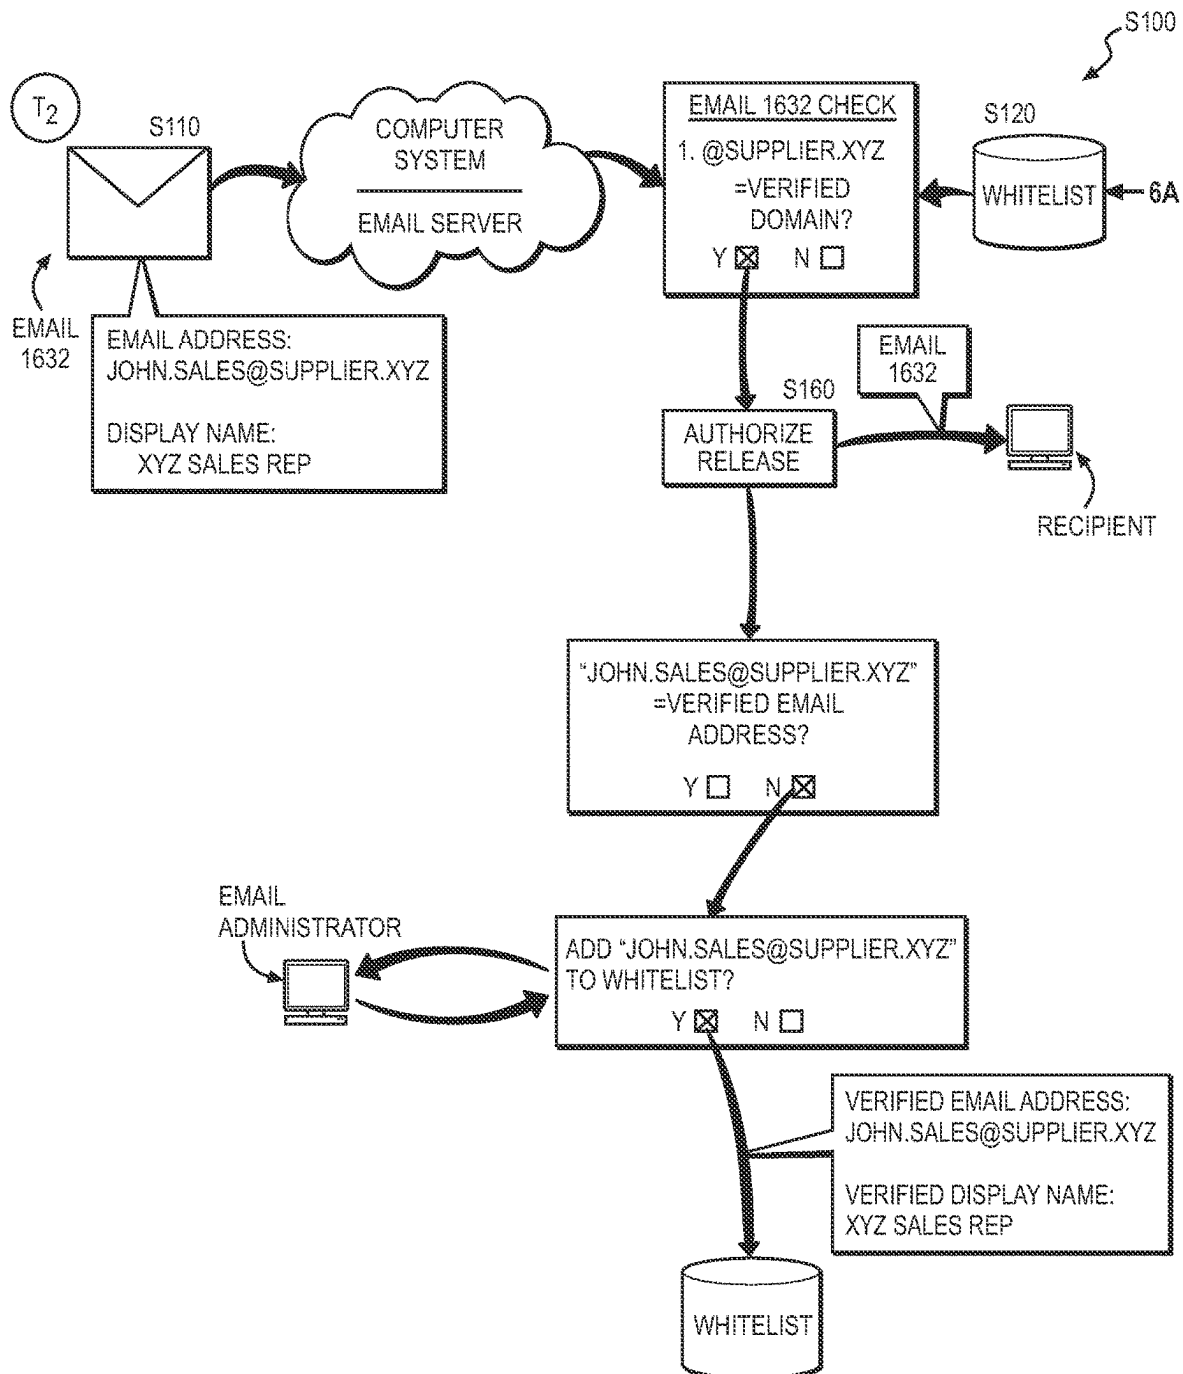 S100
T2
S110
COMPUTER
SYSTEM
EMAIL SERVER
EMAIL 1632 CHECK
1. @SUPPLIER.XYZ
=VERIFIED
DOMAIN?
Y N
S120
WHITELIST
6A
EMAIL
1632
EMAIL ADDRESS:
JOHN.SALES@SUPPLIER.XYZ
DISPLAY NAME:
XYZ SALES REP
S160
AUTHORIZE
RELEASE
EMAIL
1632
RECIPIENT
"JOHN.SALES@SUPPLIER.XYZ"
=VERIFIED EMAIL
ADDRESS?
Y N
EMAIL
ADMINISTRATOR
ADD "JOHN.SALES@SUPPLIER.XYZ"
TO WHITELIST?
Y N
VERIFIED EMAIL ADDRESS:
JOHN.SALES@SUPPLIER.XYZ
VERIFIED DISPLAY NAME:
XYZ SALES REP
WHITELIST